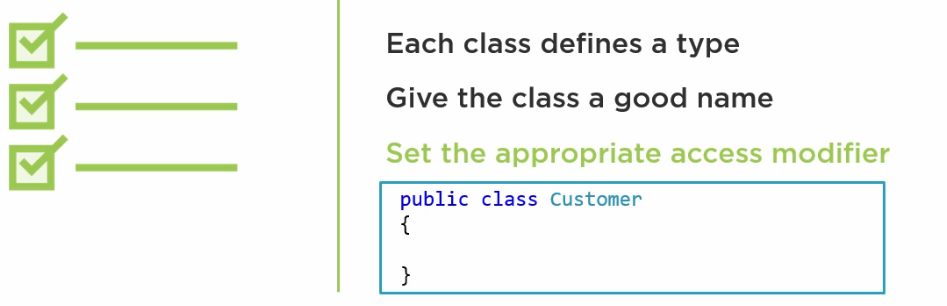 Each class defines a type
Give the class a good name
Set the appropriate access modifier
public class Customer
{
}